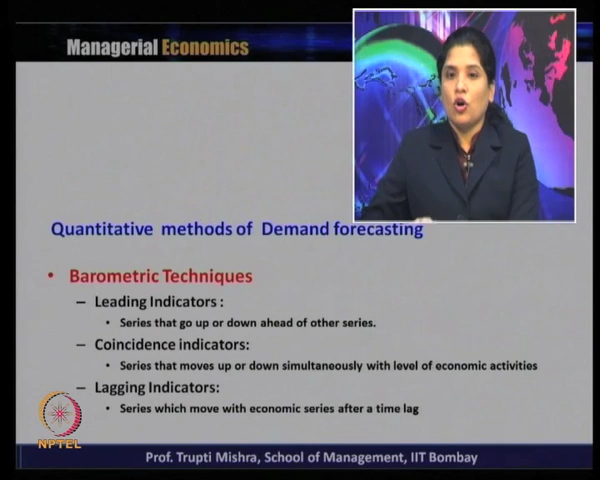 Managerial Economics
Quantitative methods of Demand forecasting
• Barometric Techniques
– Leading Indicators :
• Series that go up or down ahead of other series.
– Coincidence indicators:
• Series that moves up or down simultaneously with level of economic activities
– Lagging Indicators:
• Series which move with economic series after a time lag
NPTEL
Prof. Trupti Mishra, School of Management, IIT Bombay